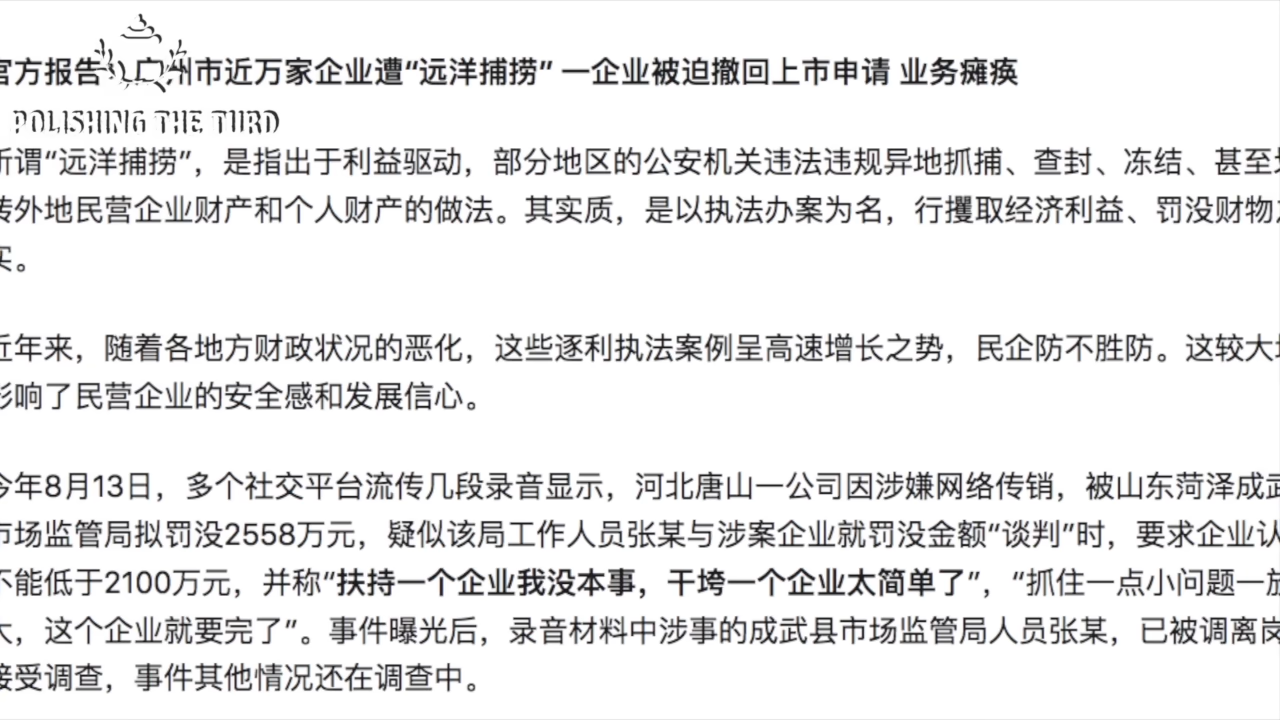 官方报告:广州市近万家企业遭“远洋捕捞” 一企业被迫撤回上市申请 业务瘫痪
POLISHING THE TURD
所谓“远洋捕捞”，是指出于利益驱动，部分地区的公安机关违法违规异地抓捕、查封、冻结、甚至
转外地民营企业财产和个人财产的做法。其实质，是以执法办案为名，行攫取经济利益、罚没财物
实。
近年来，随着各地方财政状况的恶化，这些逐利执法案例呈高速增长之势，民企防不胜防。这较大
影响了民营企业的安全感和发展信心。
今年8月13日，多个社交平台流传几段录音显示，河北唐山一公司因涉嫌网络传销，被山东菏泽成武
市场监管局拟罚没2558万元，疑似该局工作人员张某与涉案企业就罚没金额“谈判”时，要求企业认
不能低于2100万元，并称“扶持一个企业我没本事，干垮一个企业太简单了”，“抓住一点小问题一放
大，这个企业就要完了”。事件曝光后，录音材料中涉事的成武县市场监管局人员张某，已被调离岗
接受调查，事件其他情况还在调查中。